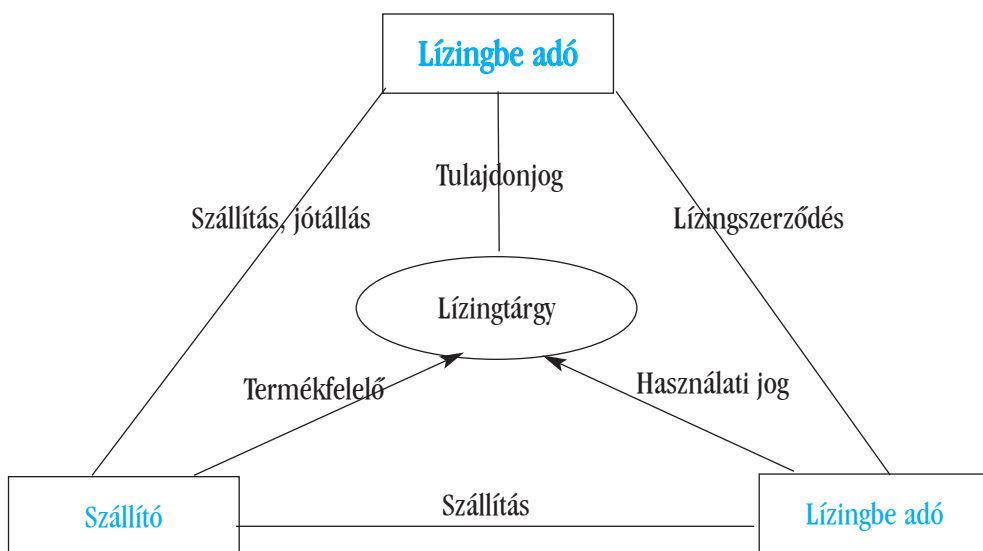 Lízingbe adó
Tulajdonjog
Szállítás, jótállás
Lízingszerződés
Lízingtárgy
Termékfelelő
Használati jog
Szállító
Szállítás
Lízingbe adó